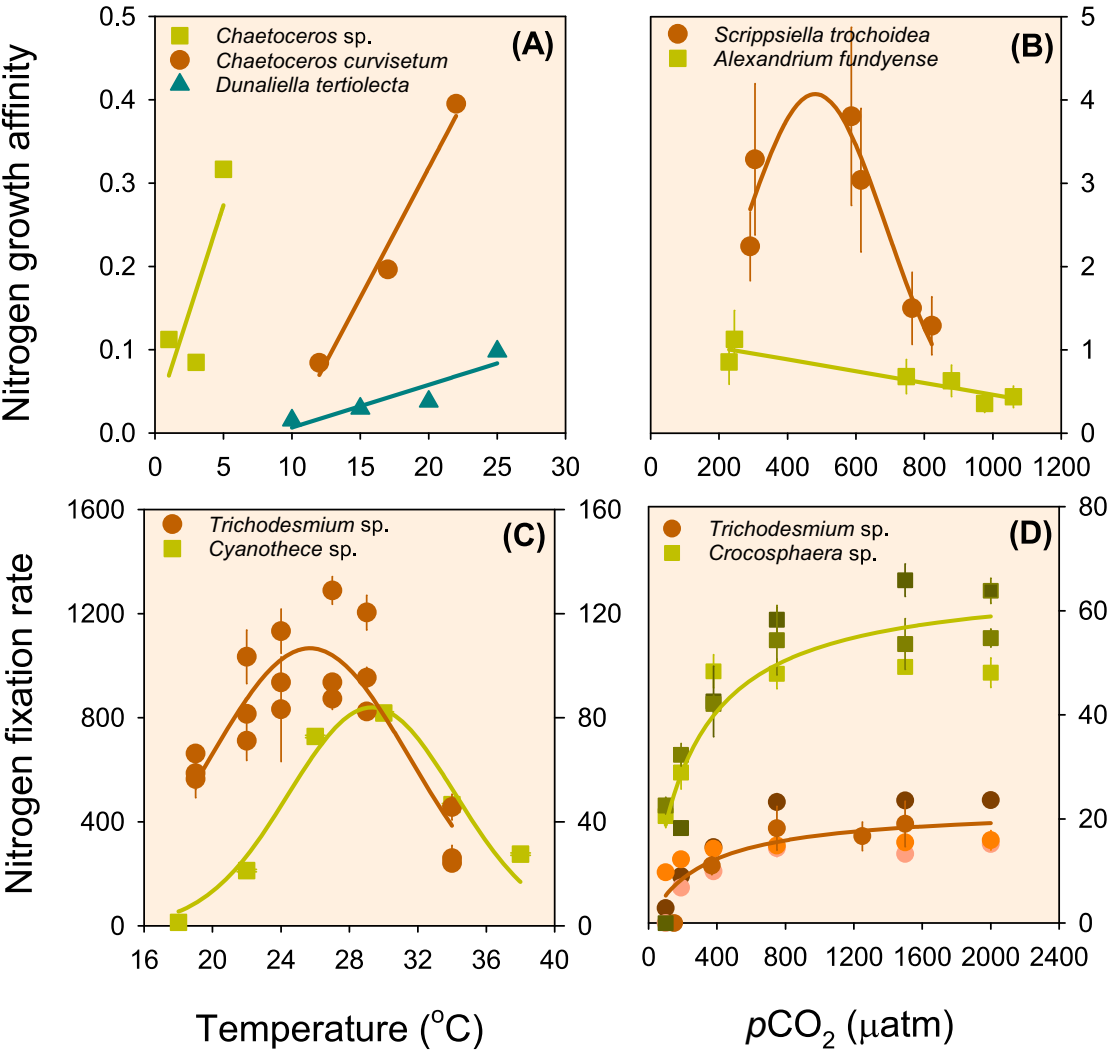 Nitrogen growth affinity
0.5
0.4
0.3
0.2
0.1
0.0
Chaetoceros sp.
Chaetoceros curvisetum
Dunaliella tertiolecta
(A)
0 5 10 15 20 25 30
Scrippsiella trochoidea
Alexandrium fundyense
(B)
5
4
3
2
1
0
0 200 400 600 800 1000 1200
Nitrogen fixation rate
1600
1200
800
400
0
Trichodesmium sp.
Cyanothece sp.
(C)
160
120
80
40
0
16 20 24 28 32 36 40
Trichodesmium sp.
Crocosphaera sp.
(D)
80
60
40
20
0
0 400 800 1200 1600 2000 2400
Temperature (°C)
pCO₂ (µatm)